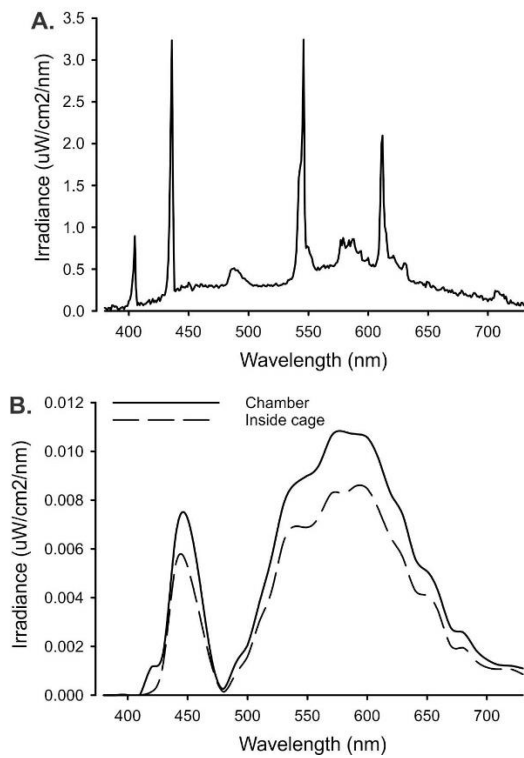 A.
3.5
3.0
2.5
2.0
1.5
1.0
0.5
0.0
Irradiance (uW/cm2/nm)
400 450 500 550 600 650 700
Wavelength (nm)
B.
0.012
0.010
0.008
0.006
0.004
0.002
0.000
Irradiance (uW/cm2/nm)
Chamber
Inside cage
400 450 500 550 600 650 700
Wavelength (nm)